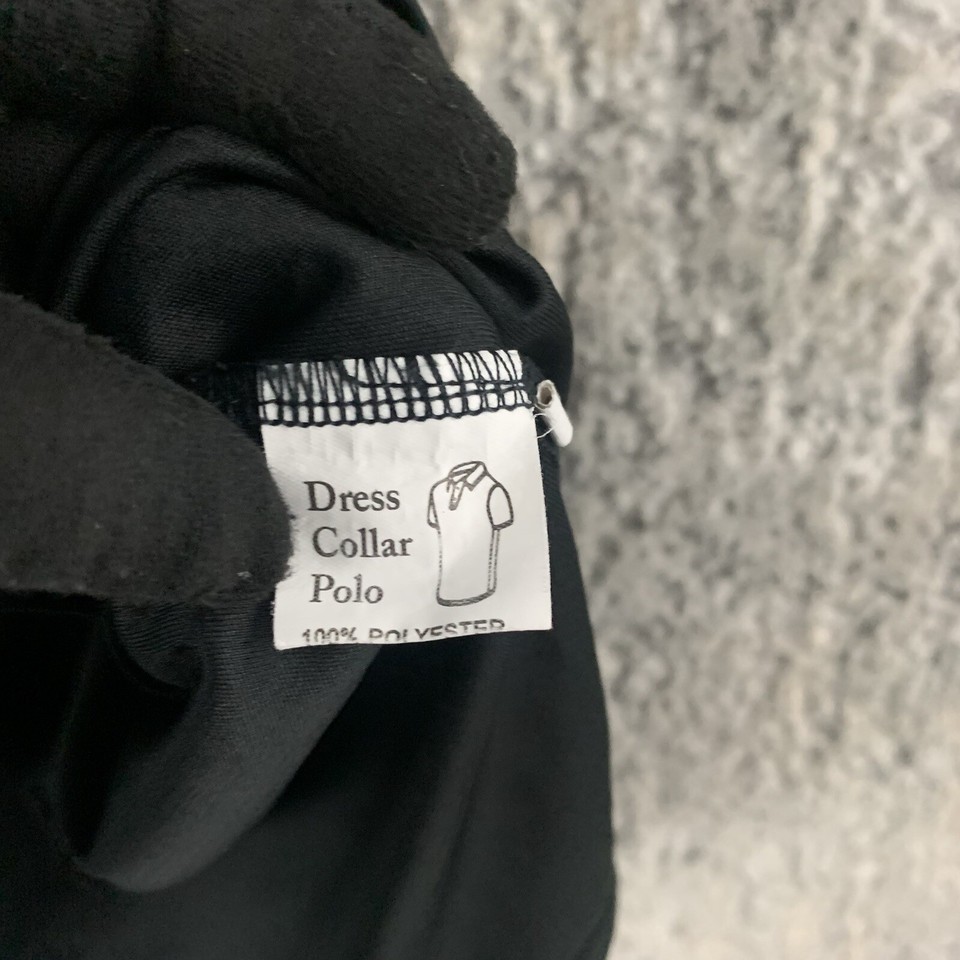 Dress
Collar
Polo
100% POLYESTER